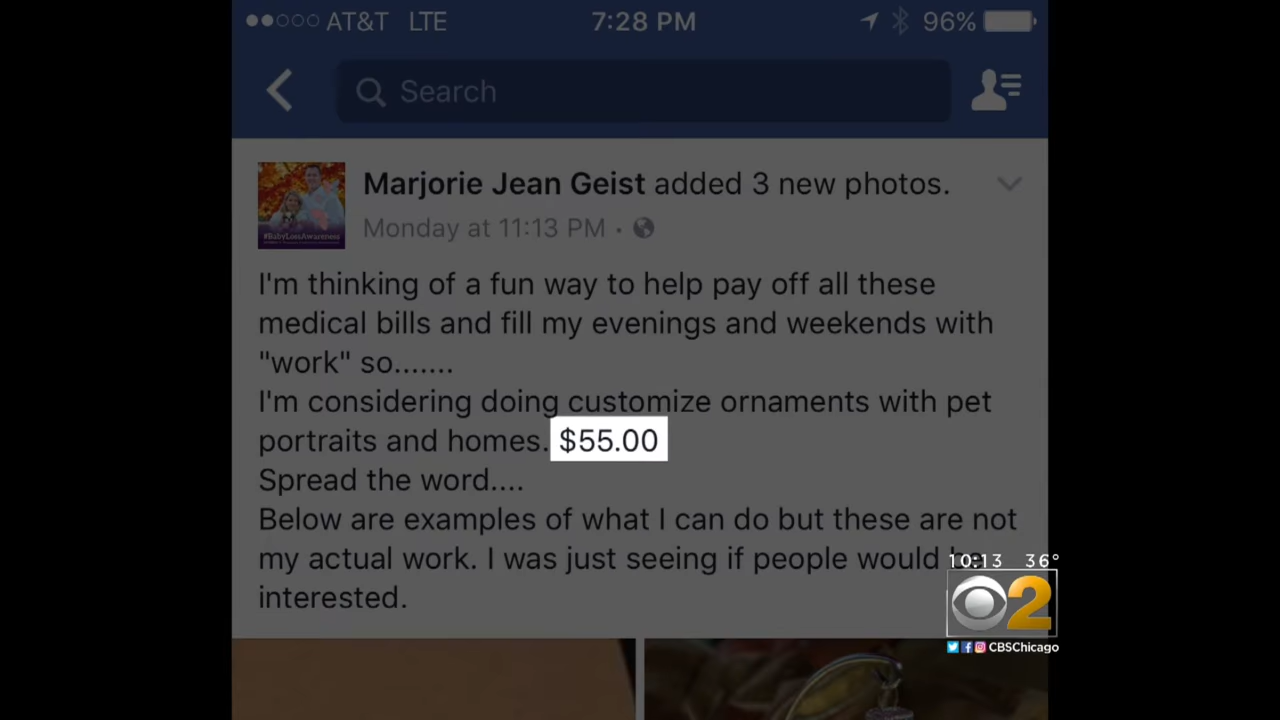 AT&T LTE 7:28 PM 96%
Search
Marjorie Jean Geist added 3 new photos.
Monday at 11:13 PM ·
#BabyLossAwareness
I'm thinking of a fun way to help pay off all these
medical bills and fill my evenings and weekends with
"work" so.......
I'm considering doing customize ornaments with pet
portraits and homes. $55.00
Spread the word....
Below are examples of what I can do but these are not
my actual work. I was just seeing if people would be
interested.
10:13 36°
2
CBSChicago